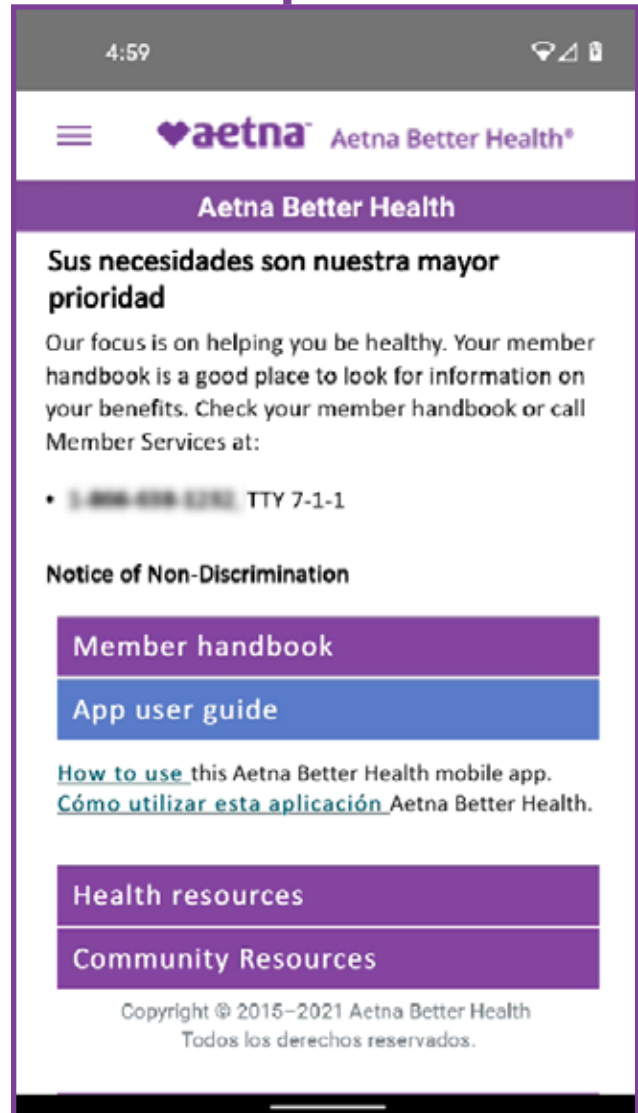 4:59
aetna™ Aetna Better Health®
Aetna Better Health
Sus necesidades son nuestra mayor
prioridad
Our focus is on helping you be healthy. Your member
handbook is a good place to look for information on
your benefits. Check your member handbook or call
Member Services at:
• TTY 7-1-1
Notice of Non-Discrimination
Member handbook
App user guide
How to use this Aetna Better Health mobile app.
Cómo utilizar esta aplicación Aetna Better Health.
Health resources
Community Resources
Copyright © 2015–2021 Aetna Better Health
Todos los derechos reservados.